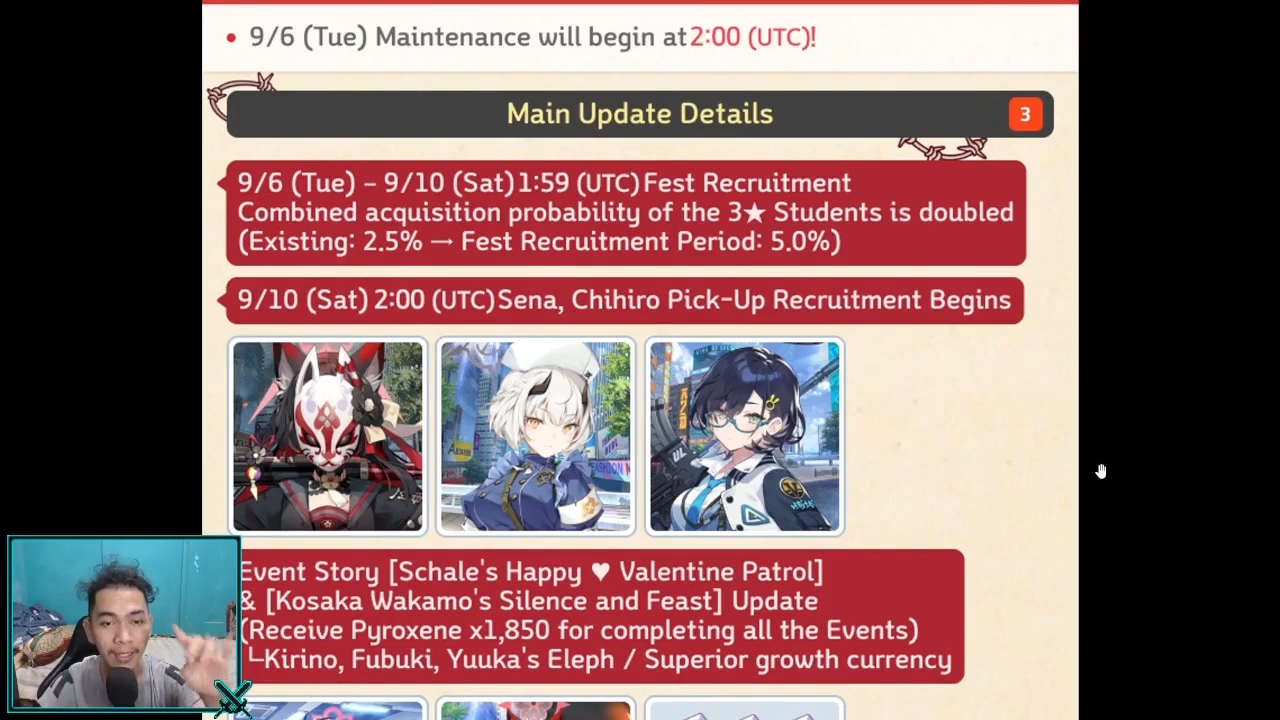 • 9/6 (Tue) Maintenance will begin at 2:00 (UTC)!
Main Update Details
3
9/6 (Tue) – 9/10 (Sat) 1:59 (UTC) Fest Recruitment
Combined acquisition probability of the 3★ Students is doubled
(Existing: 2.5% → Fest Recruitment Period: 5.0%)
9/10 (Sat) 2:00 (UTC) Sena, Chihiro Pick-Up Recruitment Begins
UL
Event Story [Schale's Happy ♥ Valentine Patrol]
& [Kosaka Wakamo's Silence and Feast] Update
(Receive Pyroxene x1,850 for completing all the Events)
└Kirino, Fubuki, Yuuka's Eleph / Superior growth currency